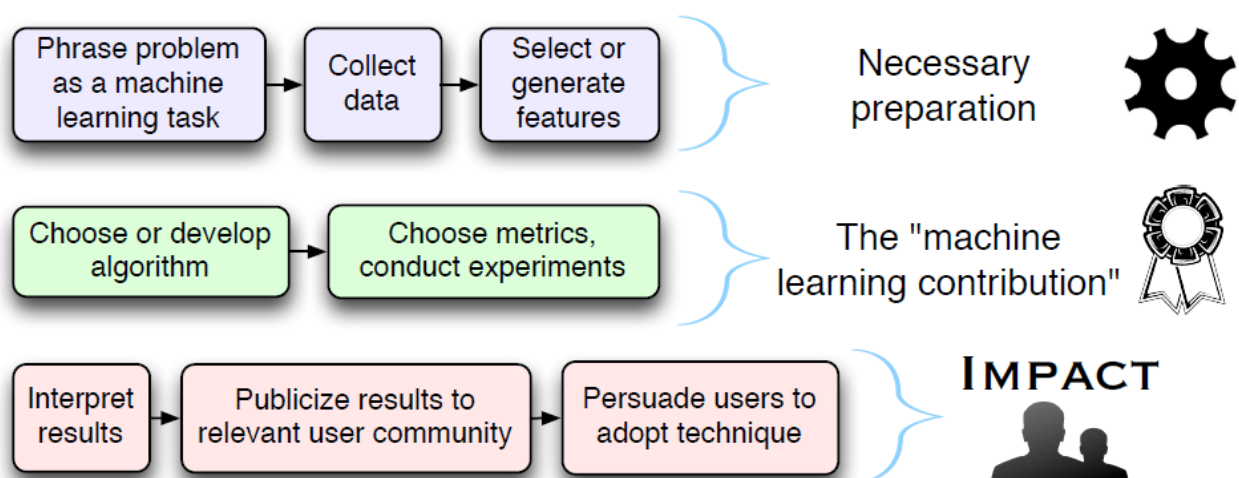 Phrase problem
as a machine
learning task
Collect
data
Select or
generate
features
Necessary
preparation
Choose or develop
algorithm
Choose metrics,
conduct experiments
The "machine
learning contribution"
Interpret
results
Publicize results to
relevant user community
Persuade users to
adopt technique
IMPACT